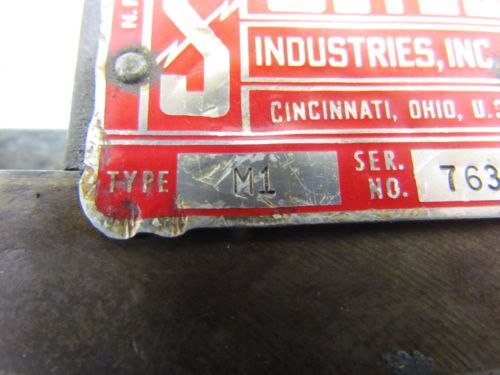 INDUSTRIES, INC.
CINCINNATI, OHIO, U.S
TYPE M1 SER. NO. 763